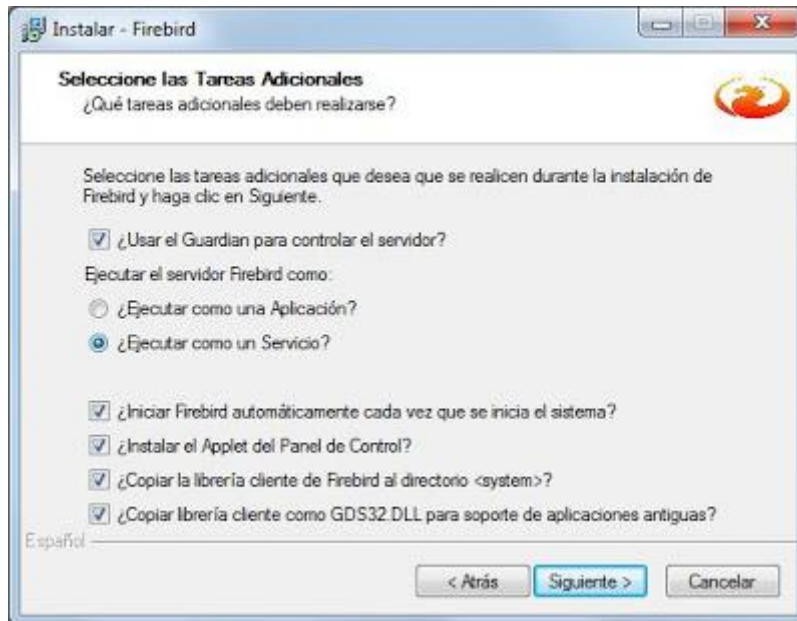 Instalar - Firebird
Seleccione las Tareas Adicionales
¿Qué tareas adicionales deben realizarse?
Seleccione las tareas adicionales que desea que se realicen durante la instalación de
Firebird y haga clic en Siguiente.
¿Usar el Guardian para controlar el servidor?
Ejecutar el servidor Firebird como:
¿Ejecutar como una Aplicación?
¿Ejecutar como un Servicio?
¿Iniciar Firebird automáticamente cada vez que se inicia el sistema?
¿Instalar el Applet del Panel de Control?
¿Copiar la librería cliente de Firebird al directorio <system>?
¿Copiar librería cliente como GDS32.DLL para soporte de aplicaciones antiguas?
Español
< Atrás
Siguiente >
Cancelar